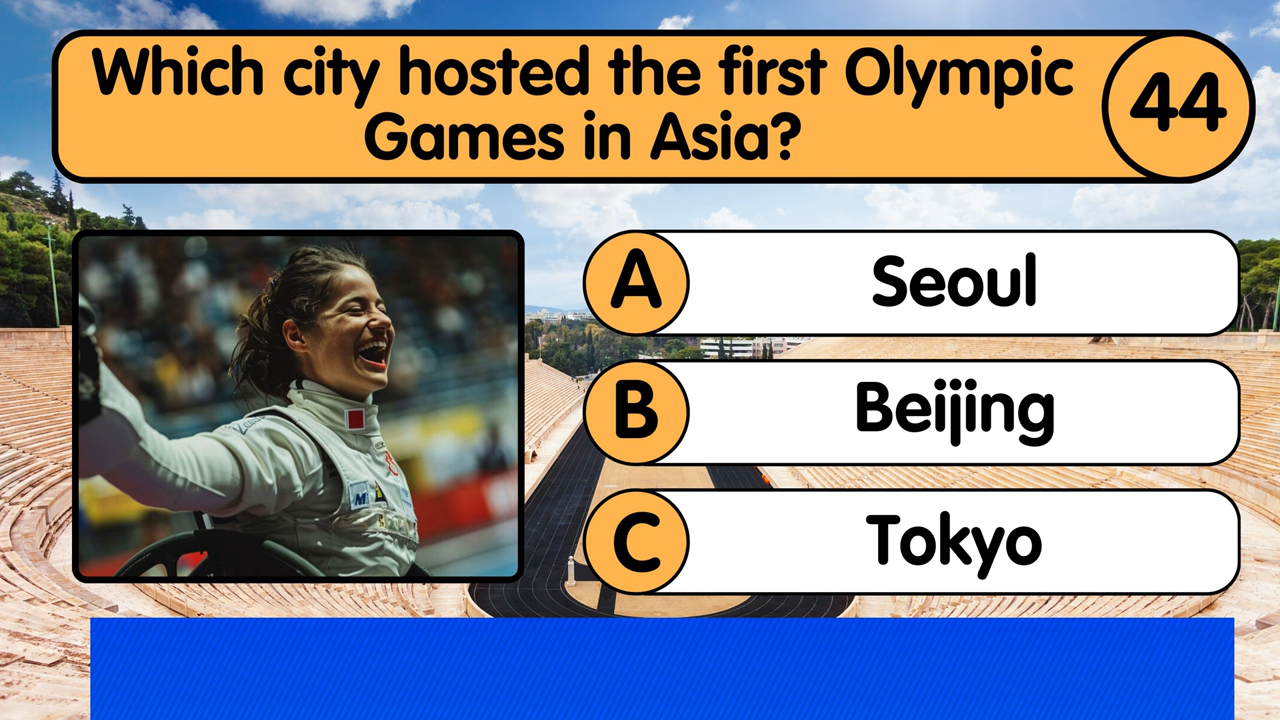 Which city hosted the first Olympic
Games in Asia?
44
A
Seoul
B
Beijing
C
Tokyo
M